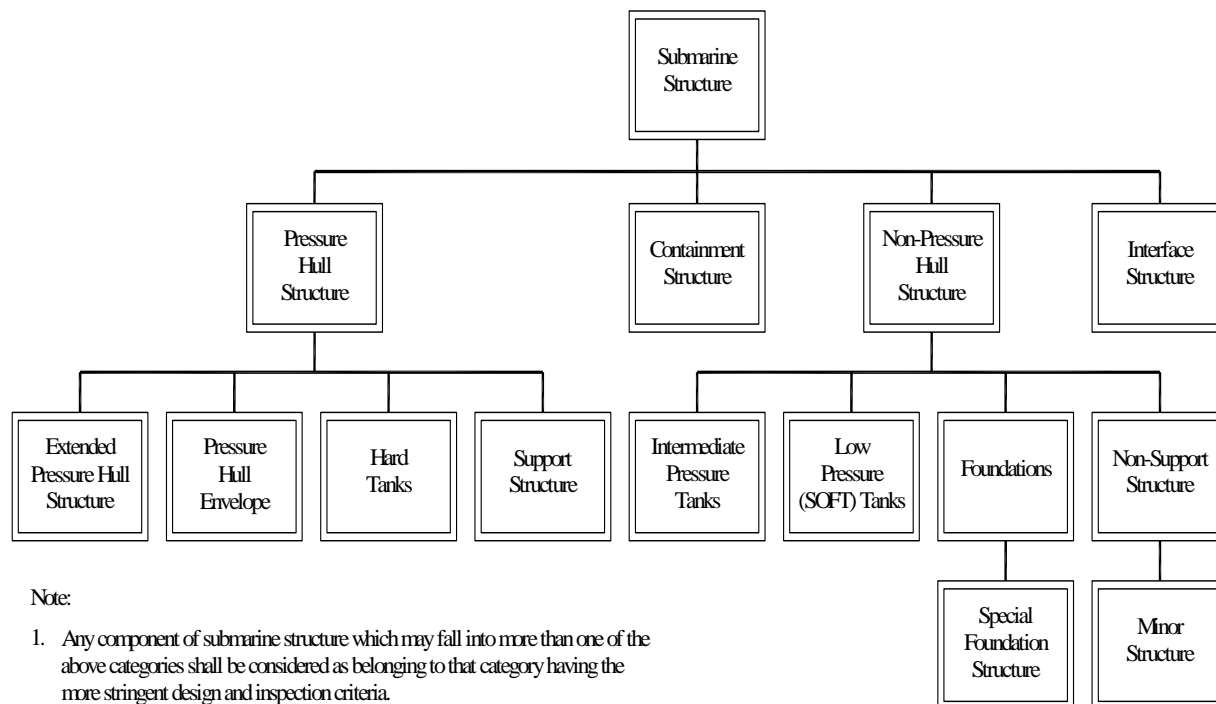 Submarine
Structure
Pressure
Hull
Structure
Containment
Structure
Non-Pressure
Hull
Structure
Interface
Structure
Extended
Pressure Hull
Structure
Pressure
Hull
Envelope
Hard
Tanks
Support
Structure
Intermediate
Pressure
Tanks
Low
Pressure
(SOFT) Tanks
Foundations
Non-Support
Structure
Special
Foundation
Structure
Minor
Structure
Note:
1. Any component of submarine structure which may fall into more than one of the
above categories shall be considered as belonging to that category having the
more stringent design and inspection criteria.